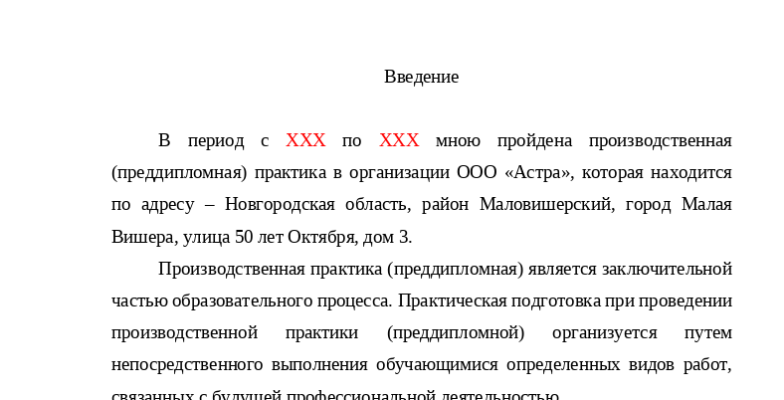 Введение
В период с XXX по XXX мною пройдена производственная
(преддипломная) практика в организации ООО «Астра», которая находится
по адресу – Новгородская область, район Маловишерский, город Малая
Вишера, улица 50 лет Октября, дом 3.
Производственная практика (преддипломная) является заключительной
частью образовательного процесса. Практическая подготовка при проведении
производственной практики (преддипломной) организуется путем
непосредственного выполнения обучающимися определенных видов работ,
связанных с будущей профессиональной деятельностью.